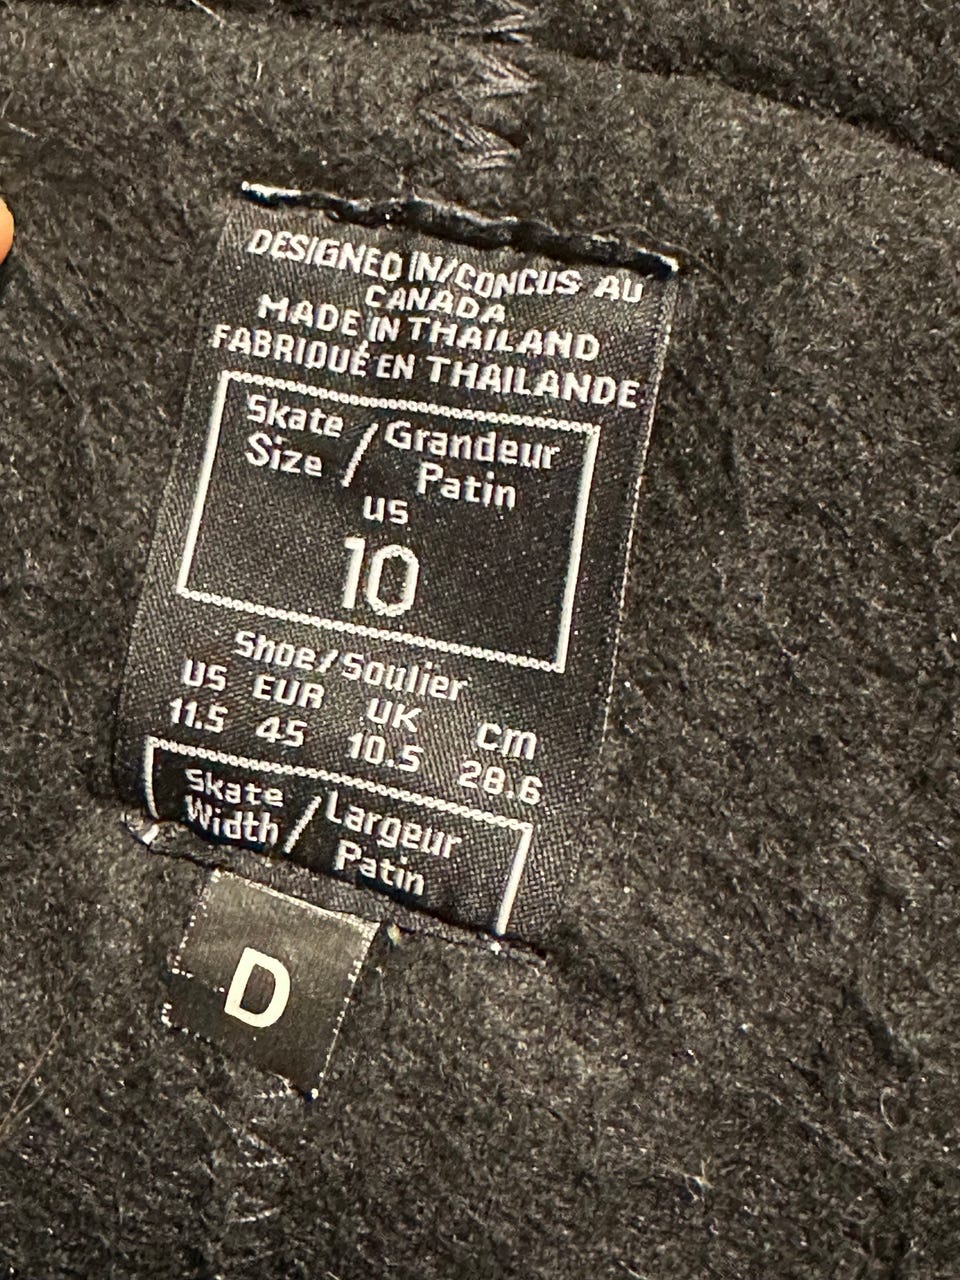 DESIGNED IN/CONCUS AU
CANADA
MADE IN THAILAND
FABRIQUÉ EN THAILANDE
Skate Size / Grandeur Patin
US
10
Shoe/Soulier
US EUR UK cm
11.5 45 10.5 28.6
Skate Width / Largeur Patin
D